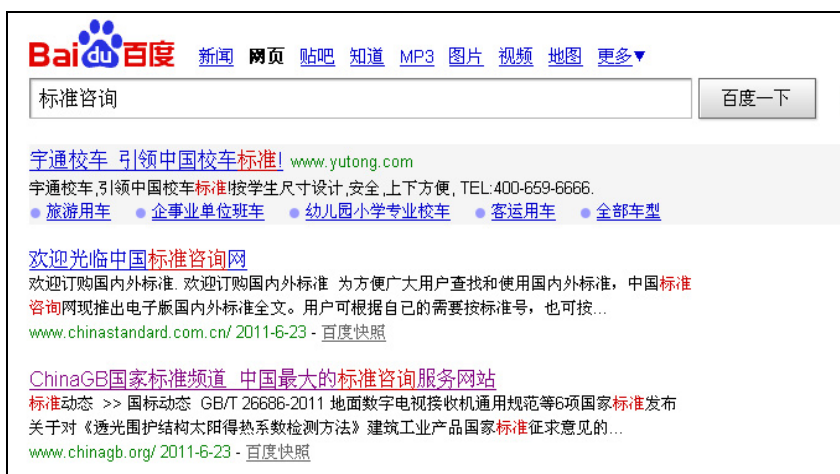 Bai du 百度 新闻 网页 贴吧 知道 MP3 图片 视频 地图 更多▼
标准咨询 百度一下
宇通校车 引领中国校车标准! www.yutong.com
宇通校车,引领中国校车标准!按学生尺寸设计,安全,上下方便, TEL:400-659-6666.
旅游用车 企事业单位班车 幼儿园小学专业校车 客运用车 全部车型
欢迎光临中国标准咨询网
欢迎订购国内外标准. 欢迎订购国内外标准 为方便广大用户查找和使用国内外标准，中国标准
咨询网现推出电子版国内外标准全文。用户可根据自已的需要按标准号，也可按...
www.chinastandard.com.cn/ 2011-6-23 - 百度快照
ChinaGB国家标准频道 中国最大的标准咨询服务网站
标准动态 >> 国标动态 GB/T 26686-2011 地面数字电视接收机通用规范等6项国家标准发布
关于对《透光围护结构太阳得热系数检测方法》建筑工业产品国家标准征求意见的...
www.chinagb.org/ 2011-6-23 - 百度快照